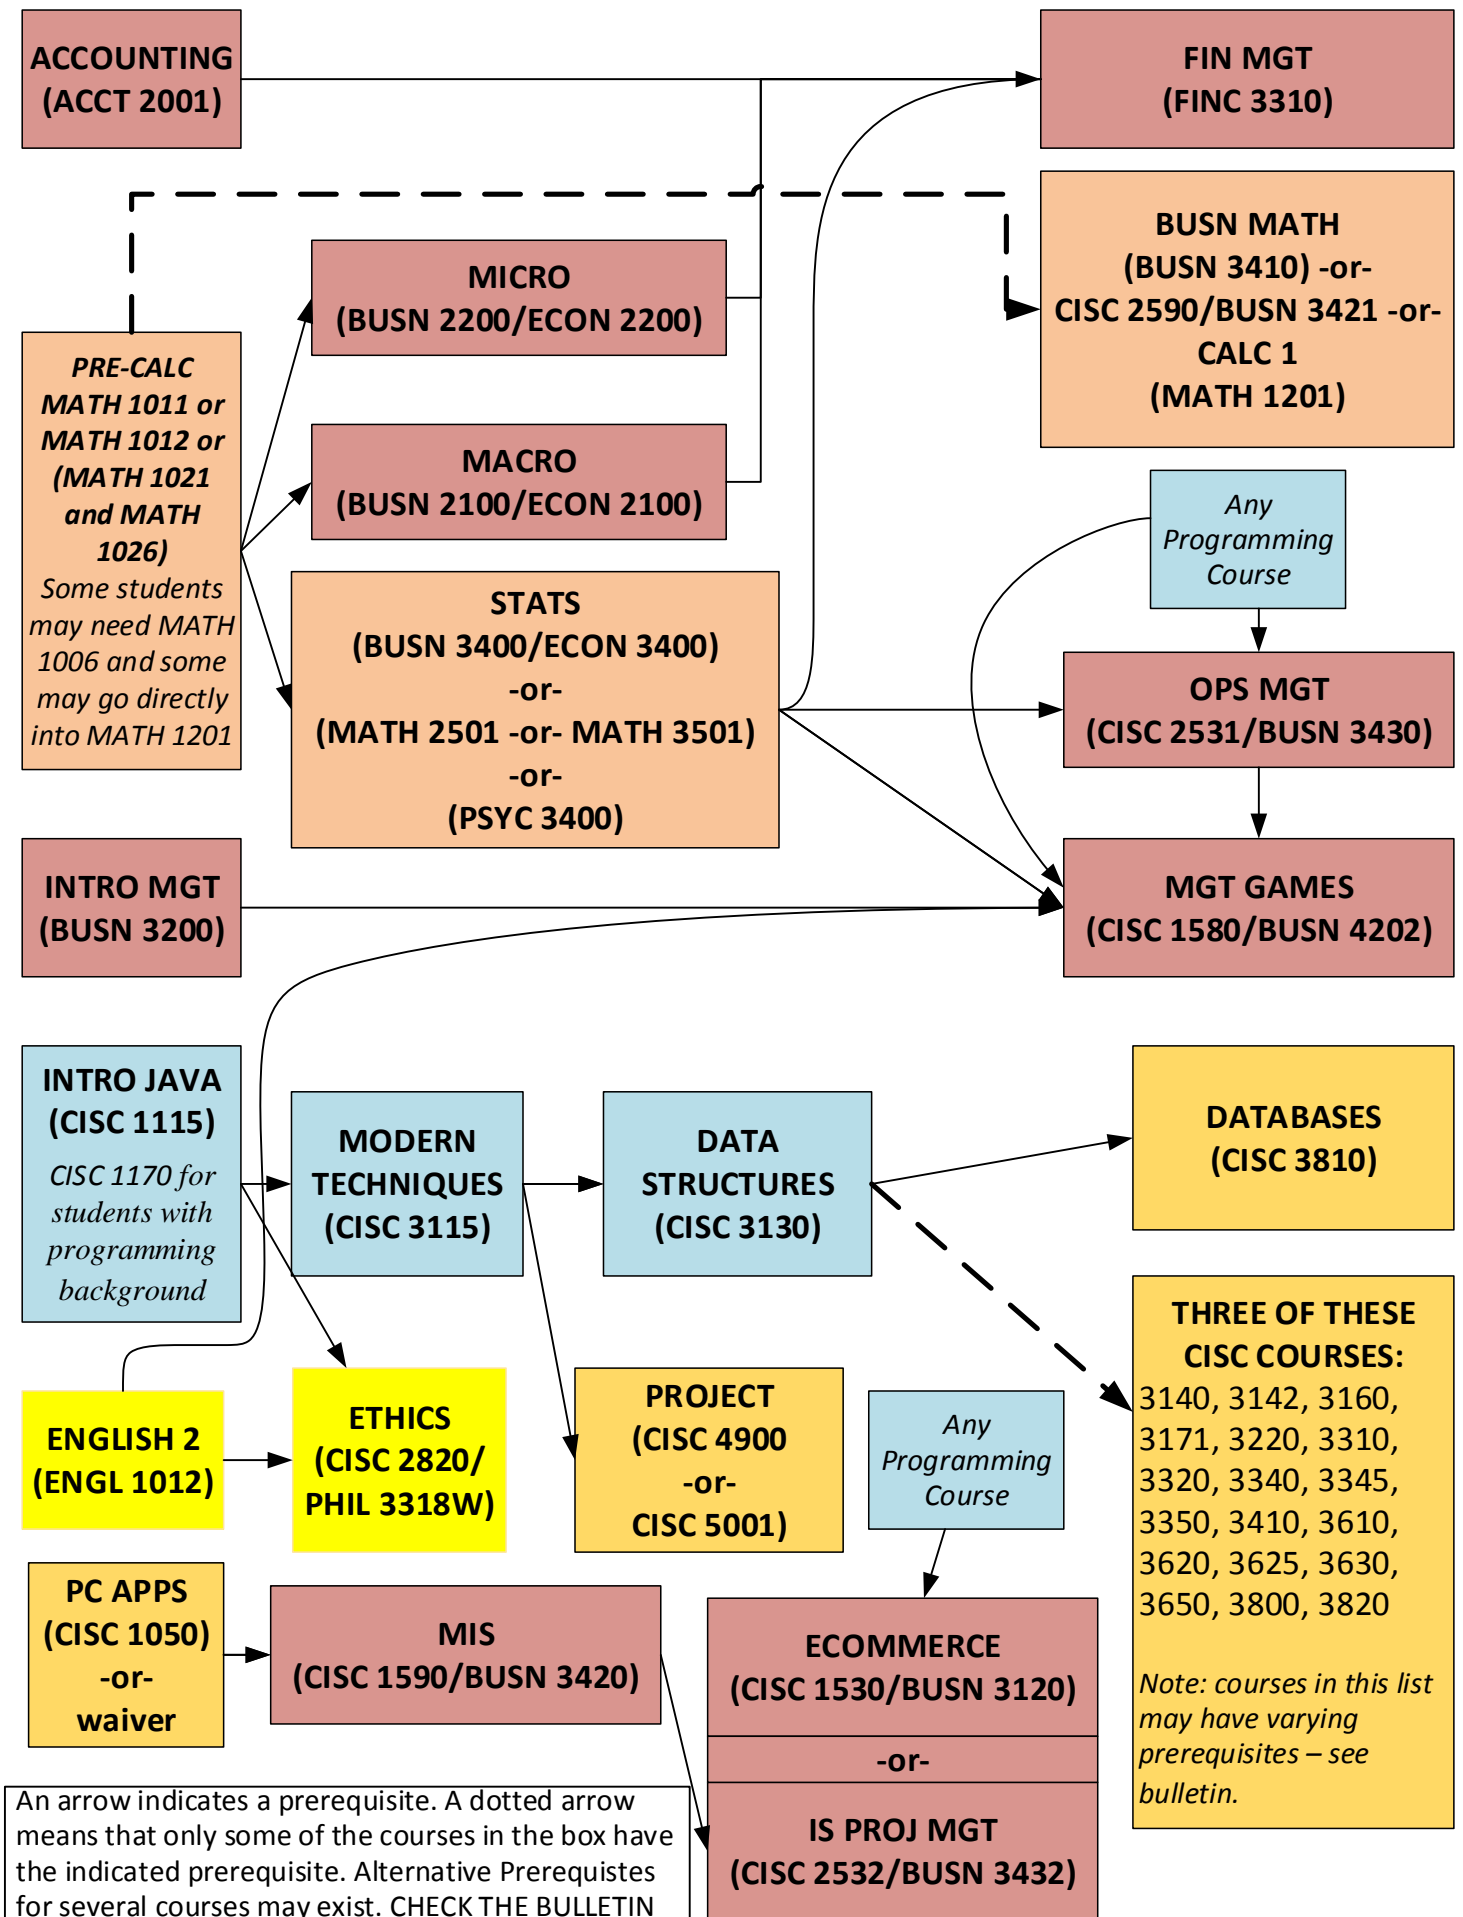 ACCOUNTING
(ACCT 2001)
FIN MGT
(FINC 3310)
BUSN MATH
(BUSN 3410) -or-
CISC 2590/BUSN 3421 -or-
CALC 1
(MATH 1201)
MICRO
(BUSN 2200/ECON 2200)
PRE-CALC
MATH 1011 or
MATH 1012 or
(MATH 1021
and MATH
1026)
Some students
may need MATH
1006 and some
may go directly
into MATH 1201
MACRO
(BUSN 2100/ECON 2100)
Any
Programming
Course
STATS
(BUSN 3400/ECON 3400)
-or-
(MATH 2501 -or- MATH 3501)
-or-
(PSYC 3400)
OPS MGT
(CISC 2531/BUSN 3430)
INTRO MGT
(BUSN 3200)
MGT GAMES
(CISC 1580/BUSN 4202)
INTRO JAVA
(CISC 1115)
CISC 1170 for
students with
programming
background
MODERN
TECHNIQUES
(CISC 3115)
DATA
STRUCTURES
(CISC 3130)
DATABASES
(CISC 3810)
THREE OF THESE
CISC COURSES:
3140, 3142, 3160,
3171, 3220, 3310,
3320, 3340, 3345,
3350, 3410, 3610,
3620, 3625, 3630,
3650, 3800, 3820
Note: courses in this list
may have varying
prerequisites – see
bulletin.
ENGLISH 2
(ENGL 1012)
ETHICS
(CISC 2820/
PHIL 3318W)
PROJECT
(CISC 4900
-or-
CISC 5001)
Any
Programming
Course
PC APPS
(CISC 1050)
-or-
waiver
MIS
(CISC 1590/BUSN 3420)
ECOMMERCE
(CISC 1530/BUSN 3120)
-or-
IS PROJ MGT
(CISC 2532/BUSN 3432)
An arrow indicates a prerequisite. A dotted arrow
means that only some of the courses in the box have
the indicated prerequisite. Alternative Prerequistes
for several courses may exist. CHECK THE BULLETIN